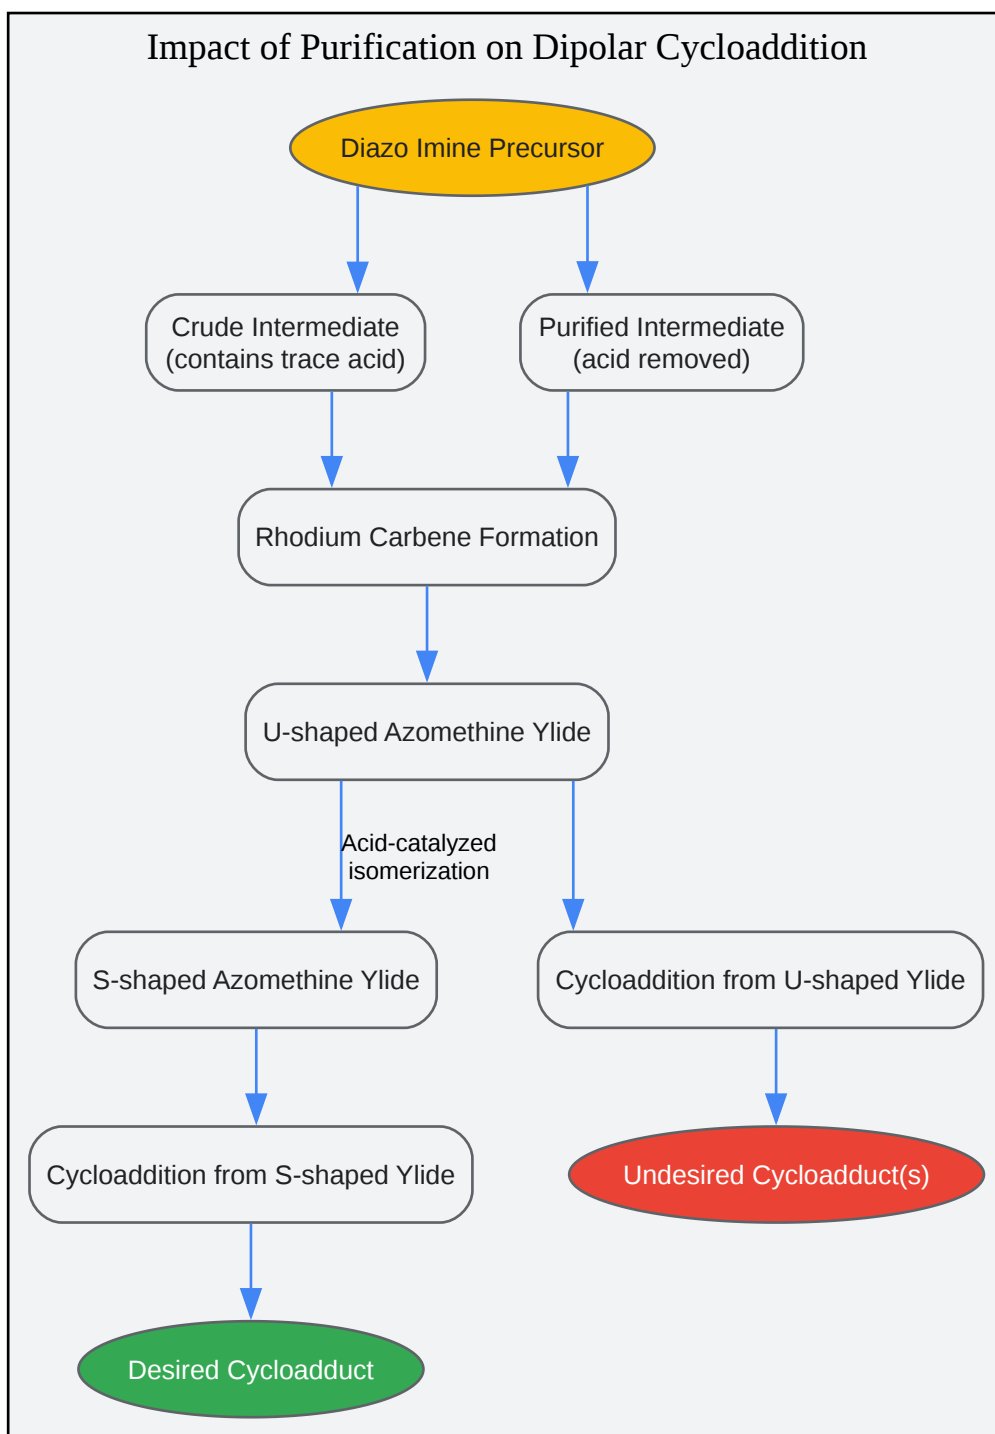 Impact of Purification on Dipolar Cycloaddition
Diazo Imine Precursor
Crude Intermediate
(contains trace acid)
Purified Intermediate
(acid removed)
Rhodium Carbene Formation
U-shaped Azomethine Ylide
Acid-catalyzed
isomerization
S-shaped Azomethine Ylide
Cycloaddition from U-shaped Ylide
Cycloaddition from S-shaped Ylide
Undesired Cycloadduct(s)
Desired Cycloadduct